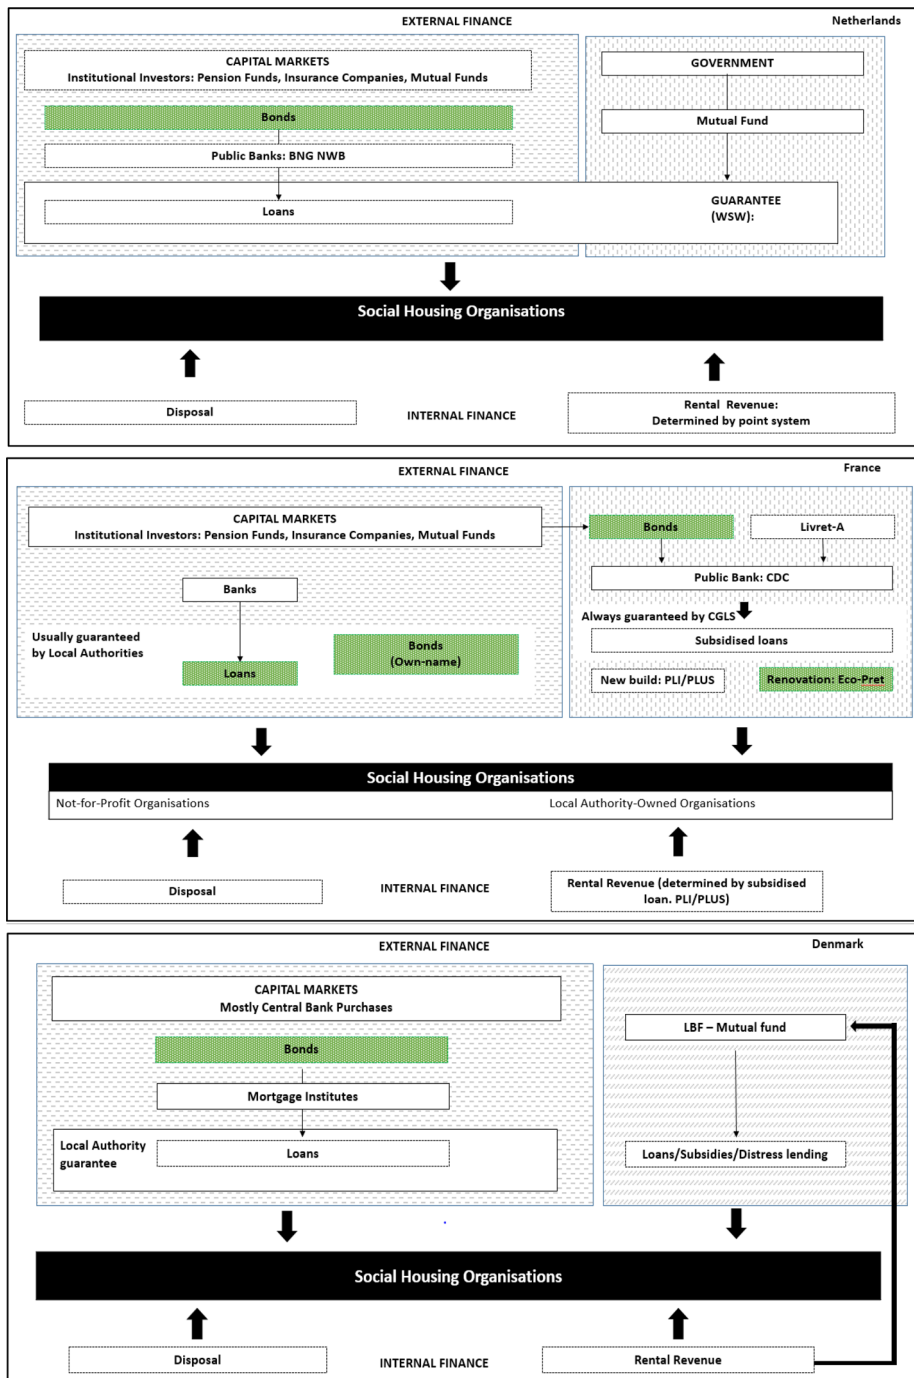 EXTERNAL FINANCE
Netherlands
CAPITAL MARKETS
Institutional Investors: Pension Funds, Insurance Companies, Mutual Funds
Bonds
Public Banks: BNG NWB
Loans
GOVERNMENT
Mutual Fund
GUARANTEE
(WSW):
Social Housing Organisations
Disposal
INTERNAL FINANCE
Rental Revenue:
Determined by point system
EXTERNAL FINANCE
France
CAPITAL MARKETS
Institutional Investors: Pension Funds, Insurance Companies, Mutual Funds
Banks
Usually guaranteed
by Local Authorities
Loans
Bonds
(Own-name)
Bonds
Livret-A
Public Bank: CDC
Always guaranteed by CGLS
Subsidised loans
New build: PLI/PLUS
Renovation: Eco-Pret
Social Housing Organisations
Not-for-Profit Organisations
Local Authority-Owned Organisations
Disposal
INTERNAL FINANCE
Rental Revenue (determined by subsidised
loan. PLI/PLUS)
EXTERNAL FINANCE
Denmark
CAPITAL MARKETS
Mostly Central Bank Purchases
Bonds
Mortgage Institutes
Local Authority
guarantee
Loans
LBF – Mutual fund
Loans/Subsidies/Distress lending
Social Housing Organisations
Disposal
INTERNAL FINANCE
Rental Revenue